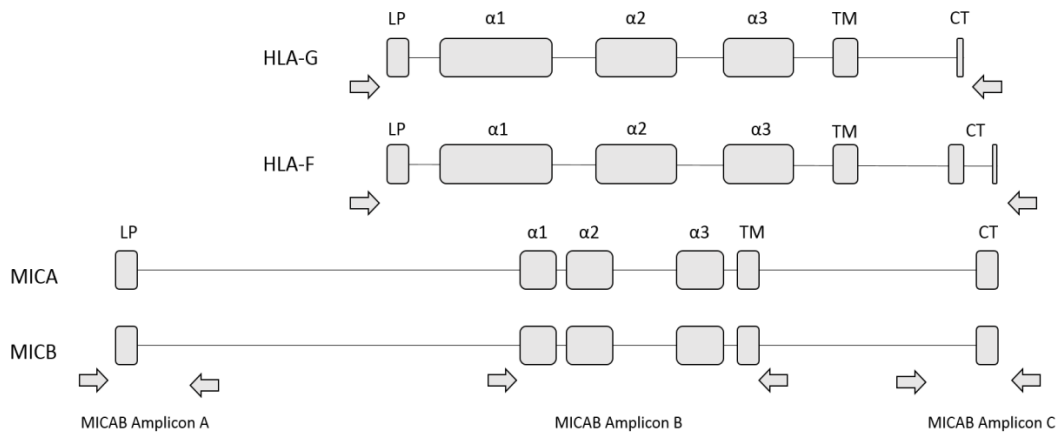 LP α1 α2 α3 TM CT
HLA-G
LP α1 α2 α3 TM CT
HLA-F
LP α1 α2 α3 TM CT
MICA
MICB
MICAB Amplicon A MICAB Amplicon B MICAB Amplicon C